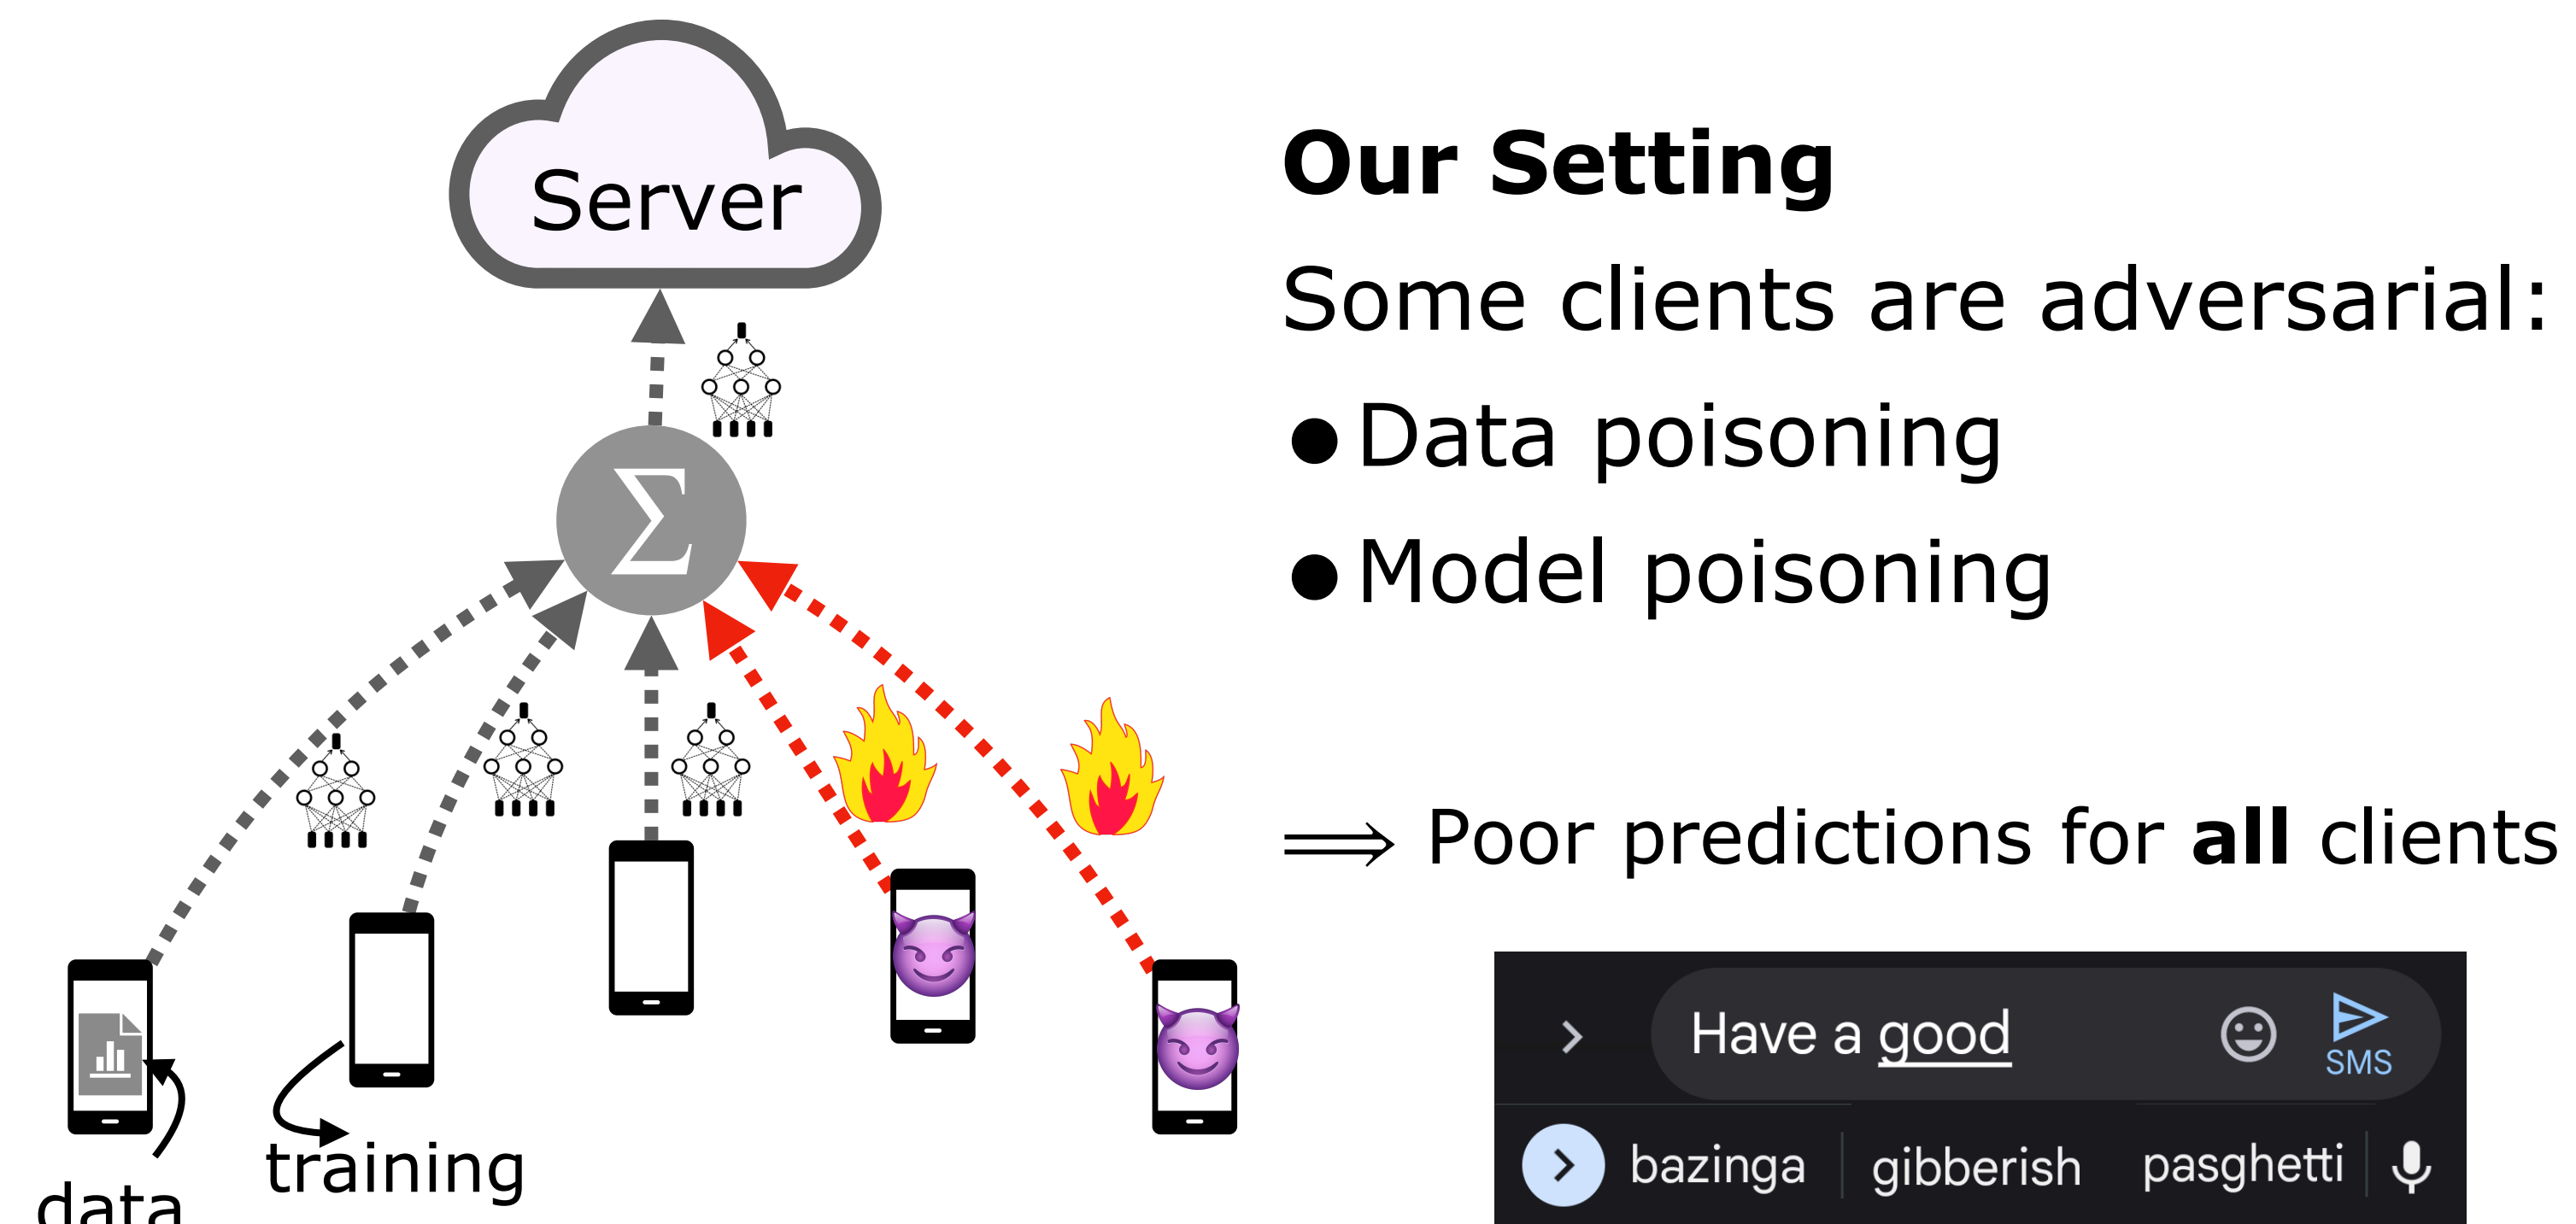 Server
Σ
data
training
Our Setting
Some clients are adversarial:
●Data poisoning
●Model poisoning
⟹ Poor predictions for all clients
Have a good
SMS
bazinga gibberish pasghetti